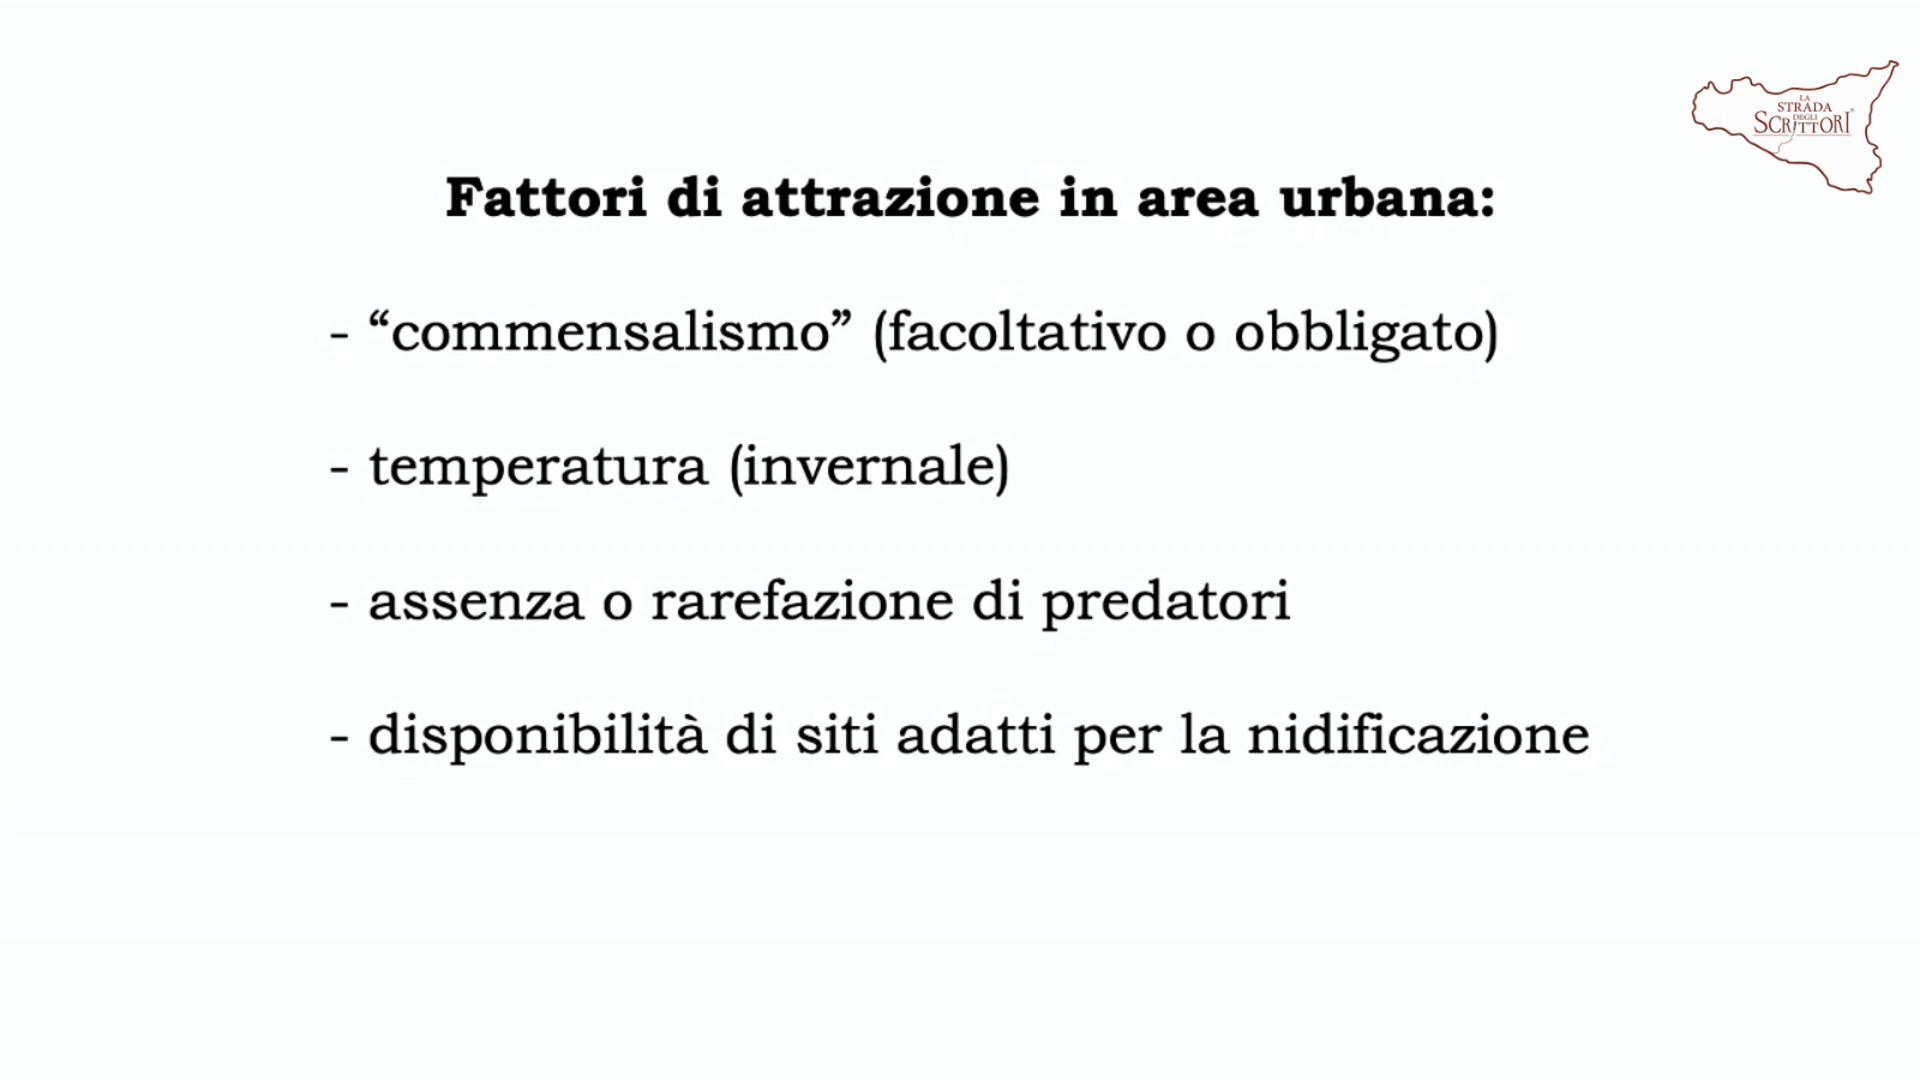 LA
STRADA
DEGLI
SCRITTORI®
Fattori di attrazione in area urbana:
- “commensalismo” (facoltativo o obbligato)
- temperatura (invernale)
- assenza o rarefazione di predatori
- disponibilità di siti adatti per la nidificazione